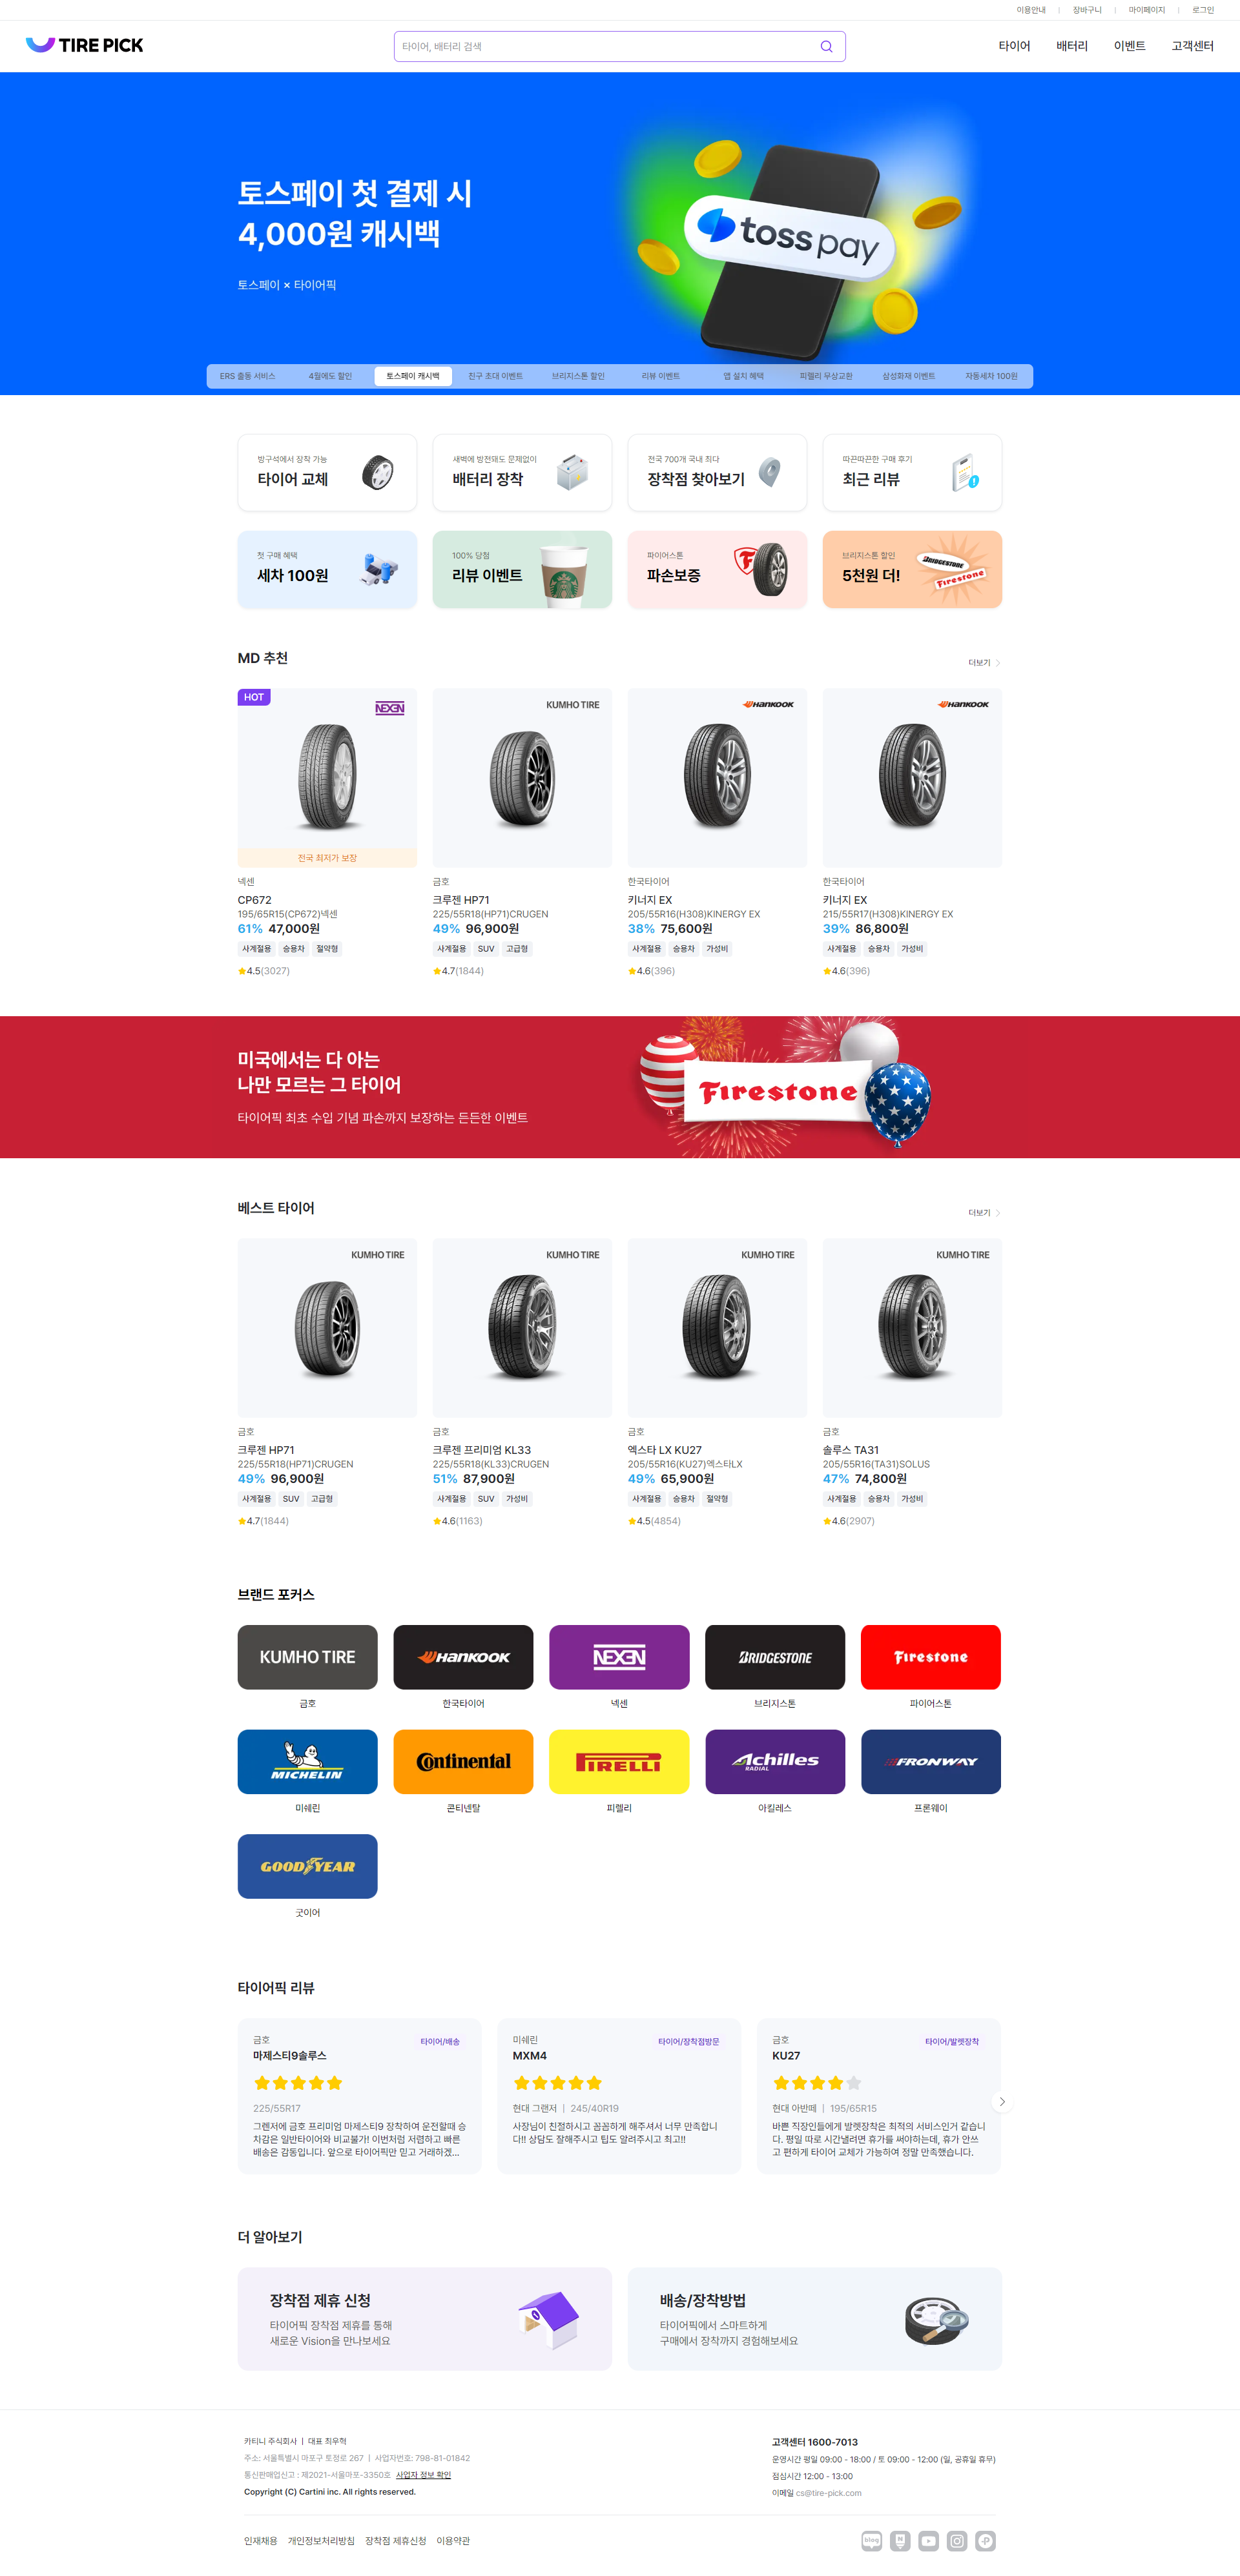 이용안내 | 장바구니 | 마이페이지 | 로그인
TIRE PICK
타이어, 배터리 검색
타이어 배터리 이벤트 고객센터
토스페이 첫 결제 시
4,000원 캐시백
토스페이 × 타이어픽
toss pay
ERS 출동 서비스 4월에도 할인 토스페이 캐시백 친구 초대 이벤트 브리지스톤 할인 리뷰 이벤트 앱 설치 혜택 피렐리 무상교환 삼성화재 이벤트 자동세차 100원
방구석에서 장착 가능
타이어 교체
새벽에 방전돼도 문제없이
배터리 장착
전국 700개 국내 최다
장착점 찾아보기
따끈따끈한 구매 후기
최근 리뷰
첫 구매 혜택
세차 100원
100% 당첨
리뷰 이벤트
파이어스톤
파손보증
브리지스톤 할인
5천원 더!
BRIDGESTONE
Firestone
MD 추천
더보기
HOT
NEXEN
전국 최저가 보장
넥센
CP672
195/65R15(CP672)넥센
61% 47,000원
사계절용 승용차 절약형
4.5(3027)
KUMHO TIRE
금호
크루젠 HP71
225/55R18(HP71)CRUGEN
49% 96,900원
사계절용 SUV 고급형
4.7(1844)
HANKOOK
한국타이어
키너지 EX
205/55R16(H308)KINERGY EX
38% 75,600원
사계절용 승용차 가성비
4.6(396)
HANKOOK
한국타이어
키너지 EX
215/55R17(H308)KINERGY EX
39% 86,800원
사계절용 승용차 가성비
4.6(396)
미국에서는 다 아는
나만 모르는 그 타이어
타이어픽 최초 수입 기념 파손까지 보장하는 든든한 이벤트
Firestone
베스트 타이어
더보기
KUMHO TIRE
금호
크루젠 HP71
225/55R18(HP71)CRUGEN
49% 96,900원
사계절용 SUV 고급형
4.7(1844)
KUMHO TIRE
금호
크루젠 프리미엄 KL33
225/55R18(KL33)CRUGEN
51% 87,900원
사계절용 SUV 가성비
4.6(1163)
KUMHO TIRE
금호
엑스타 LX KU27
205/55R16(KU27)엑스타LX
49% 65,900원
사계절용 승용차 절약형
4.5(4854)
KUMHO TIRE
금호
솔루스 TA31
205/55R16(TA31)SOLUS
47% 74,800원
사계절용 승용차 가성비
4.6(2907)
브랜드 포커스
KUMHO TIRE
금호
HANKOOK
한국타이어
NEXEN
넥센
BRIDGESTONE
브리지스톤
Firestone
파이어스톤
MICHELIN
미쉐린
Continental
콘티넨탈
PIRELLI
피렐리
Achilles
RADIAL
아킬레스
FRONWAY
프론웨이
GOODYEAR
굿이어
타이어픽 리뷰
금호
타이어/배송
마제스티9솔루스
225/55R17
그렌저에 금호 프리미엄 마제스티9 장착하여 운전할때 승
차감은 일반타이어와 비교불가! 이번처럼 저렴하고 빠른
배송은 감동입니다. 앞으로 타이어픽만 믿고 거래하겠...
미쉐린
타이어/장착점방문
MXM4
현대 그랜저 | 245/40R19
사장님이 친절하시고 꼼꼼하게 해주셔서 너무 만족합니
다!! 상담도 잘해주시고 팁도 알려주시고 최고!!
금호
타이어/발렛장착
KU27
현대 아반떼 | 195/65R15
바쁜 직장인들에게 발렛장착은 최적의 서비스인거 같습니
다. 평일 따로 시간낼려면 휴가를 써야하는데, 휴가 안쓰
고 편하게 타이어 교체가 가능하여 정말 만족했습니다.
더 알아보기
장착점 제휴 신청
타이어픽 장착점 제휴를 통해
새로운 Vision을 만나보세요
배송/장착방법
타이어픽에서 스마트하게
구매에서 장착까지 경험해보세요
카티니 주식회사 | 대표 최우혁
주소: 서울특별시 마포구 토정로 267 | 사업자번호: 798-81-01842
통신판매업신고 : 제2021-서울마포-3350호 사업자 정보 확인
Copyright (C) Cartini inc. All rights reserved.
고객센터 1600-7013
운영시간 평일 09:00 - 18:00 / 토 09:00 - 12:00 (일, 공휴일 휴무)
점심시간 12:00 - 13:00
이메일 cs@tire-pick.com
인재채용 개인정보처리방침 장착점 제휴신청 이용약관
blog